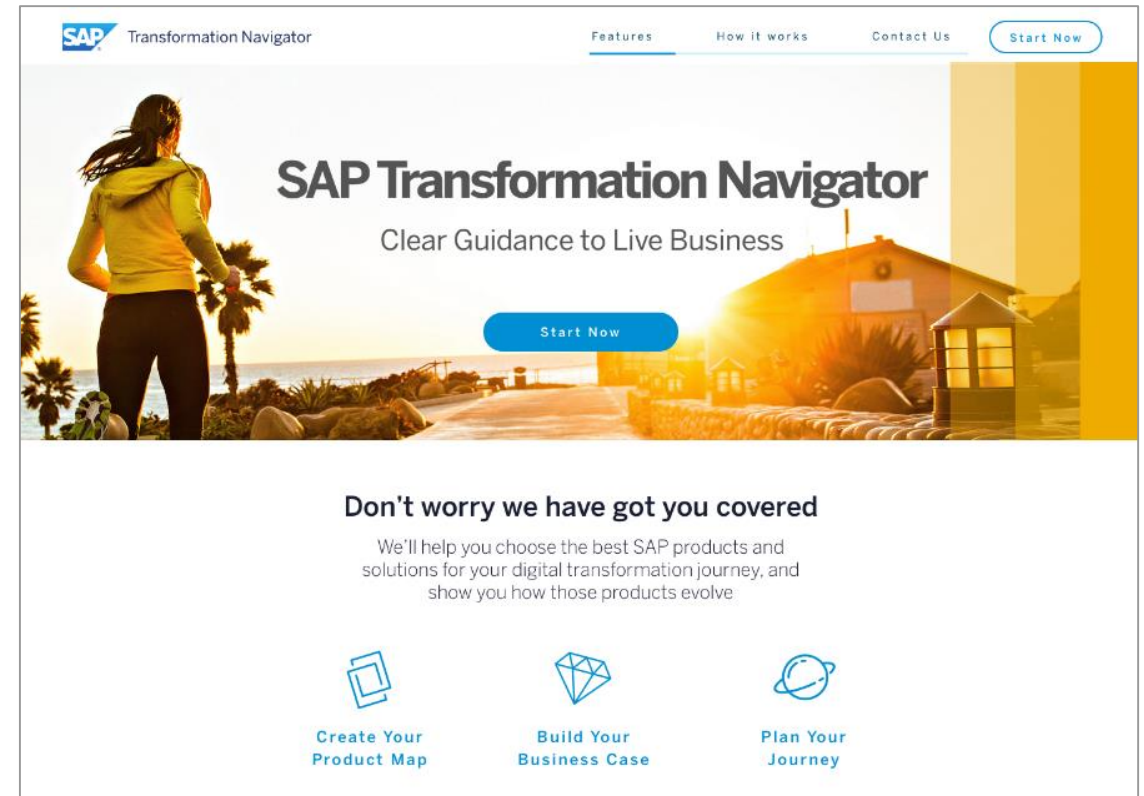 SAP
Transformation Navigator
Features
How it works
Contact Us
Start Now
SAP Transformation Navigator
Clear Guidance to Live Business
Start Now
Don't worry we have got you covered
We'll help you choose the best SAP products and
solutions for your digital transformation journey, and
show you how those products evolve
Create Your
Product Map
Build Your
Business Case
Plan Your
Journey